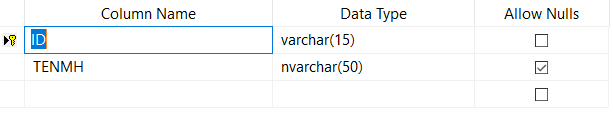 Column Name Data Type Allow Nulls
ID varchar(15)
TENMH nvarchar(50)